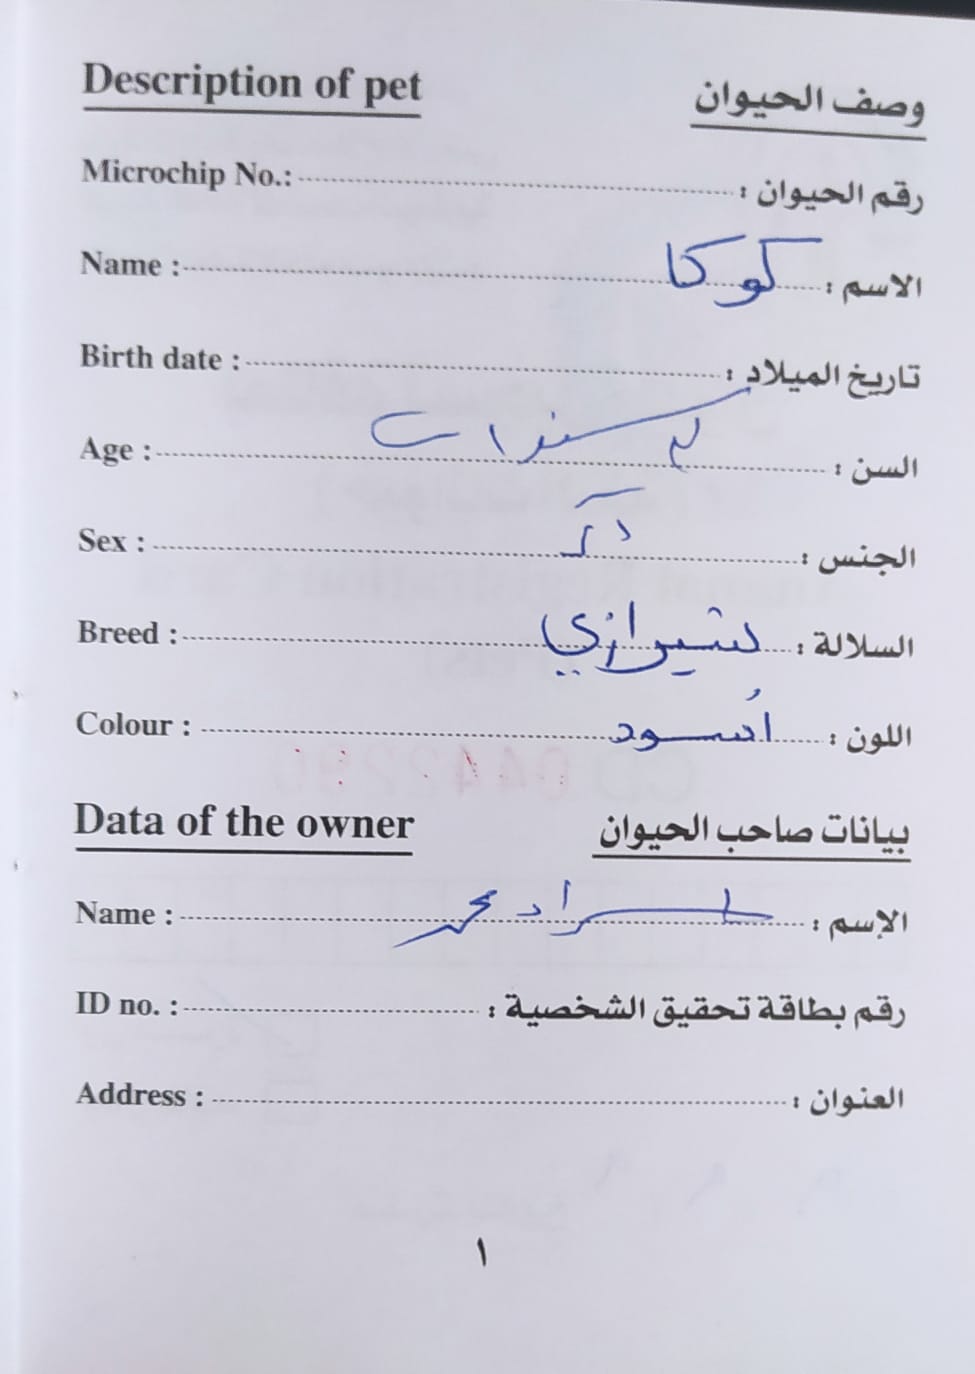 Description of pet وصف الحيوان
Microchip No.: رقم الحيوان :
Name : الاسم : كوكا
Birth date : تاريخ الميلاد :
Age : السن : سنوات
Sex : الجنس : ذكر
Breed : السلالة : شيرازي
Colour : اللون : أسود
Data of the owner بيانات صاحب الحيوان
Name : الإسم : محمد
ID no. : رقم بطاقة تحقيق الشخصية :
Address : العنوان :
١